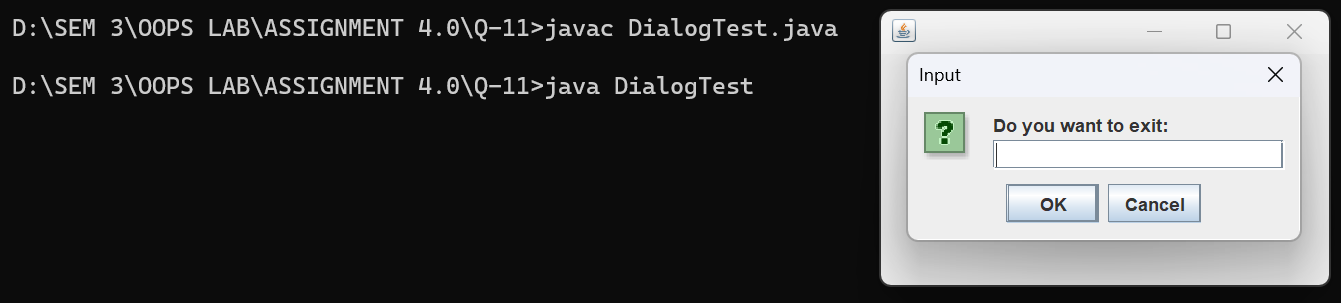 D:\SEM 3\OOPS LAB\ASSIGNMENT 4.0\Q-11>javac DialogTest.java
D:\SEM 3\OOPS LAB\ASSIGNMENT 4.0\Q-11>java DialogTest
Input
?
Do you want to exit:
OK
Cancel